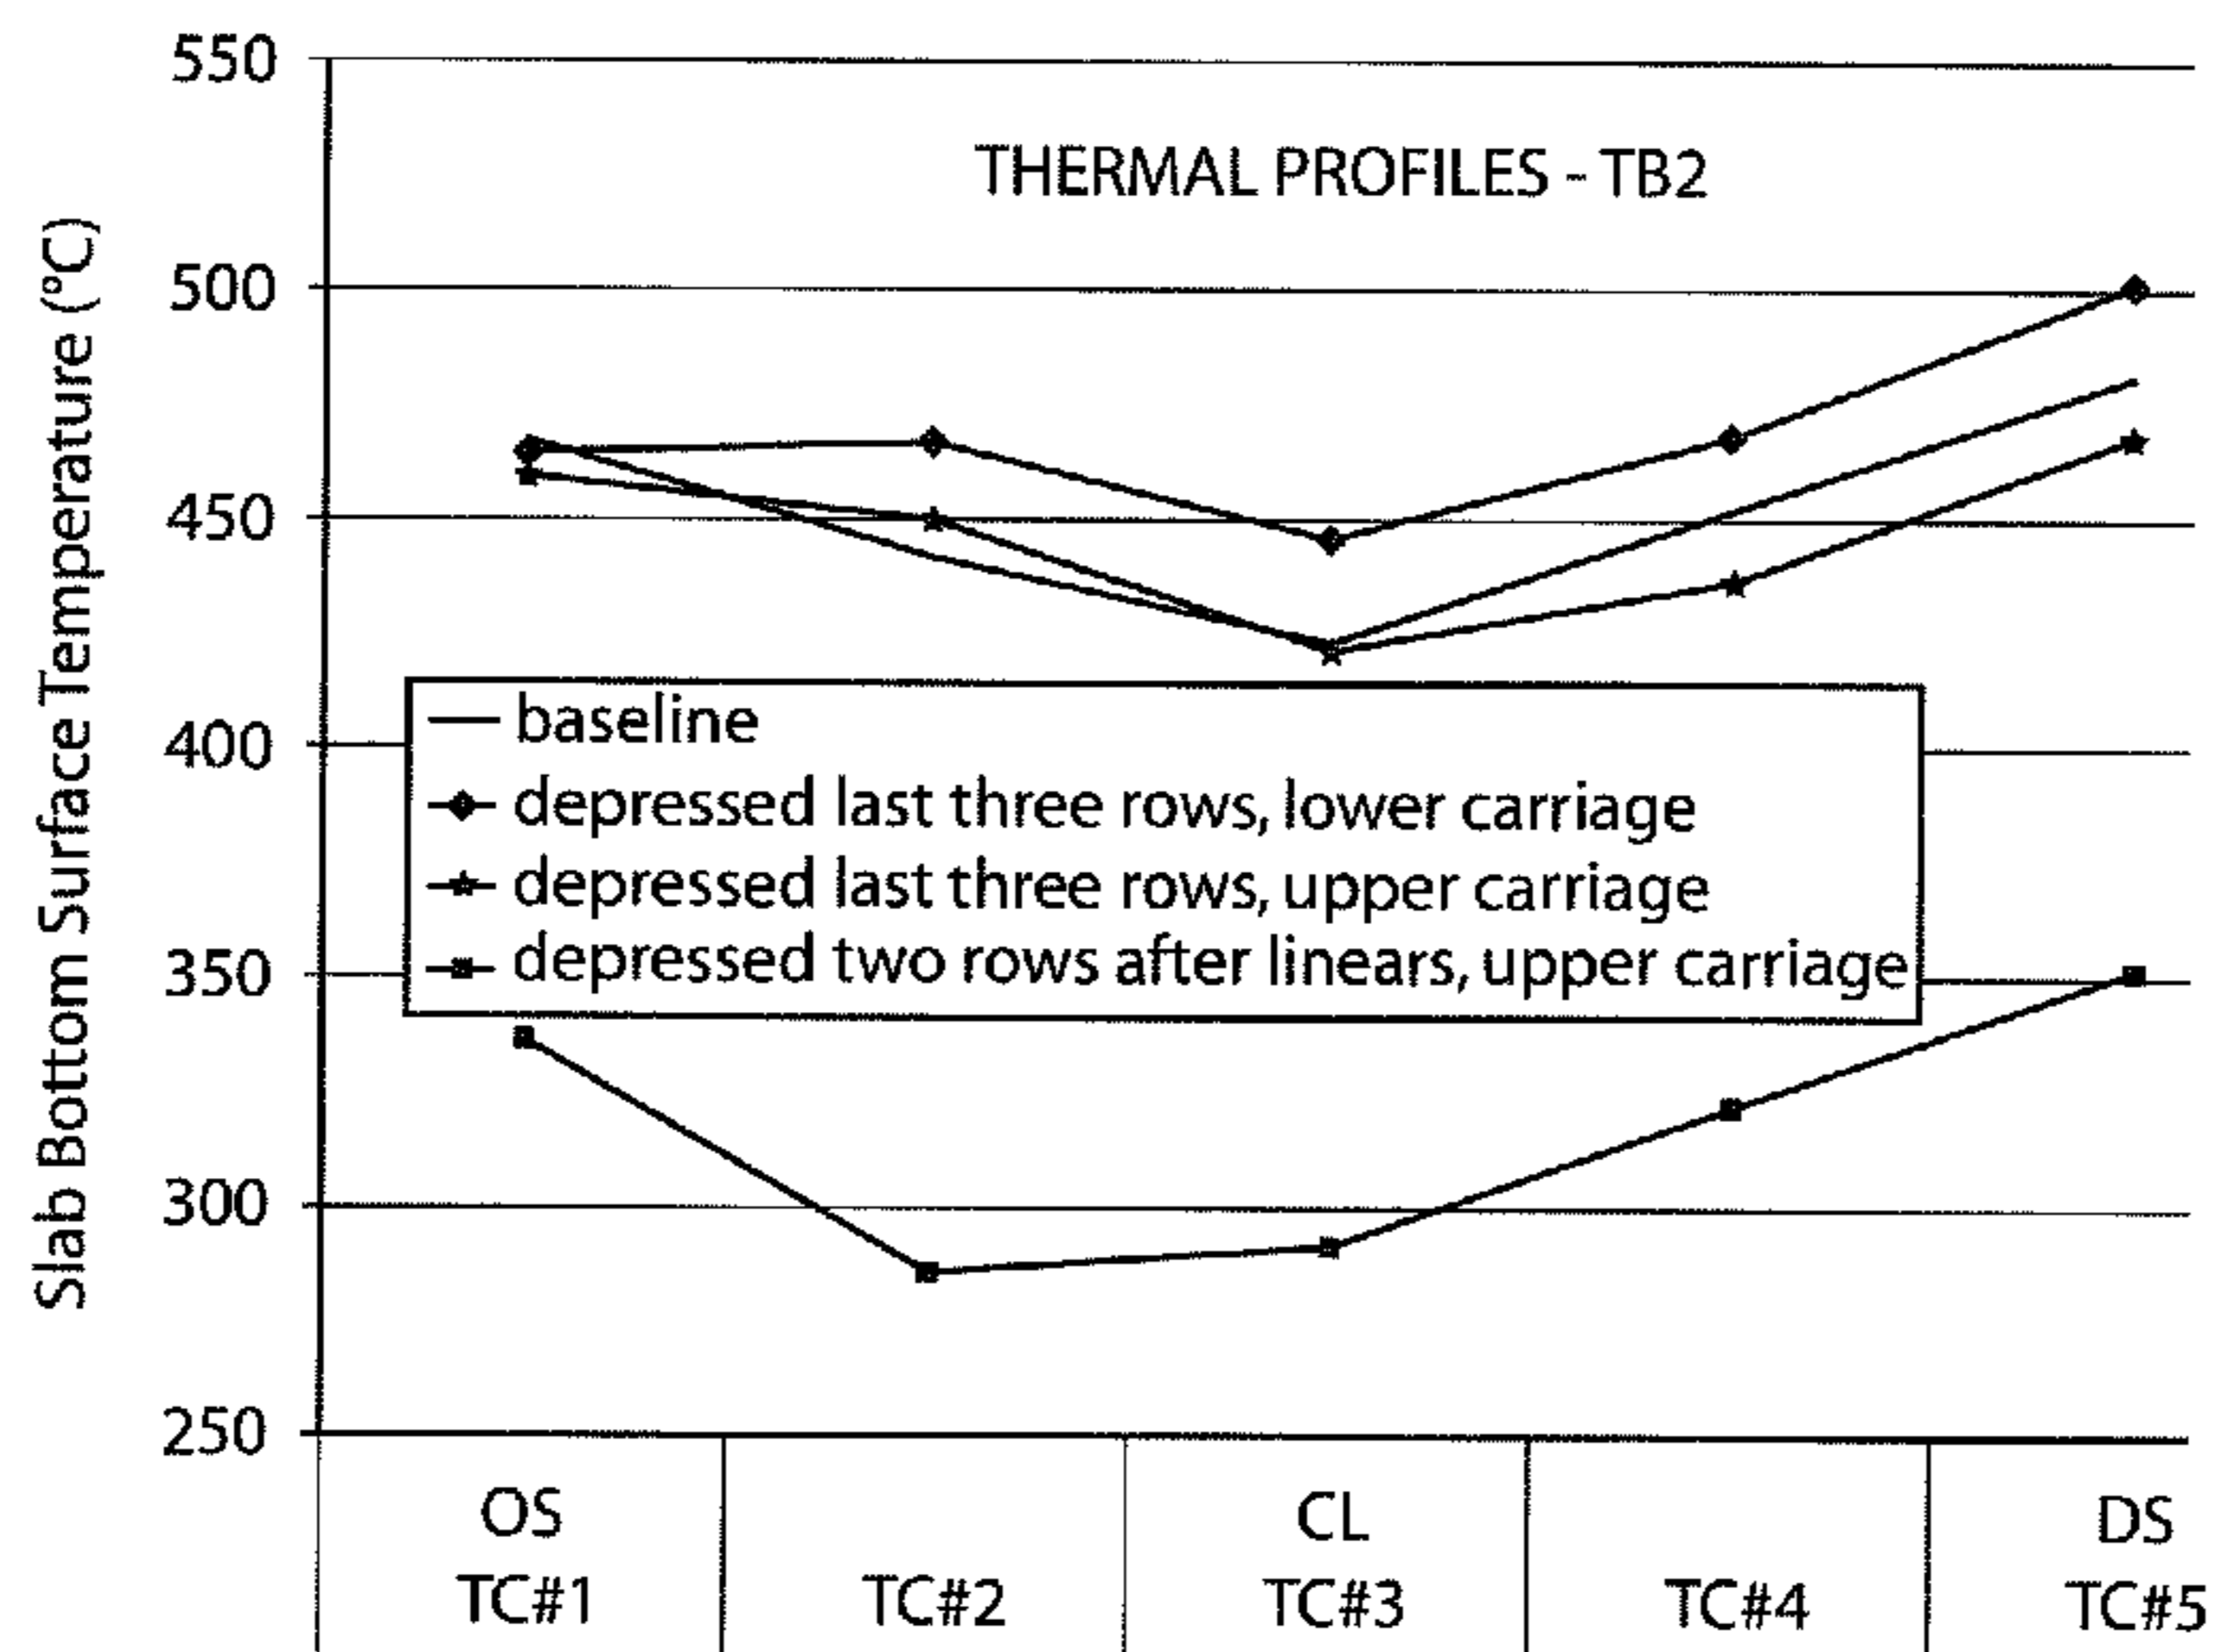 550
THERMAL PROFILES - TB2
500
450
400
350
300
250
Slab Bottom Surface Temperature (°C)
baseline
depressed last three rows, lower carriage
depressed last three rows, upper carriage
depressed two rows after linears, upper carriage
OS
TC#1
TC#2
CL
TC#3
TC#4
DS
TC#5